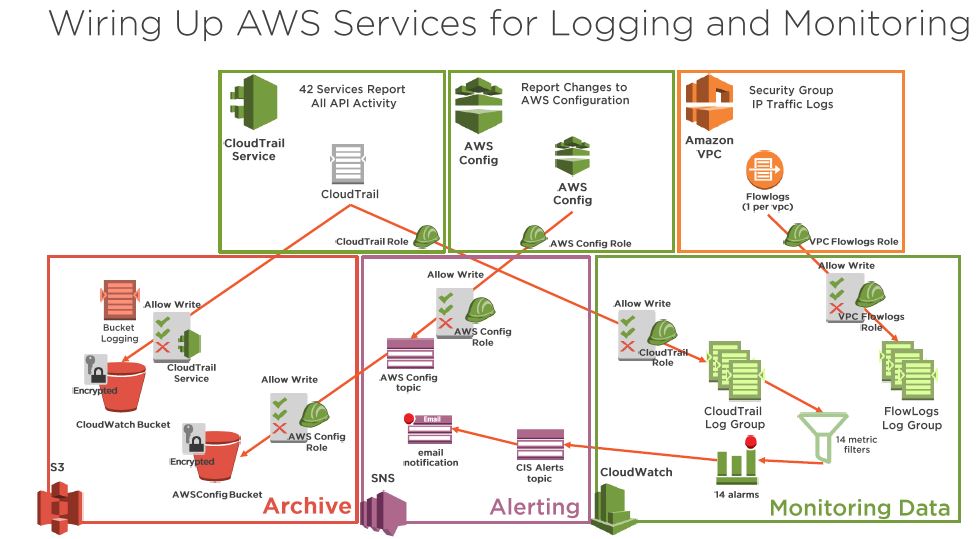 Wiring Up AWS Services for Logging and Monitoring
42 Services Report
All API Activity
CloudTrail
Service
CloudTrail
CloudTrail Role
Report Changes to
AWS Configuration
AWS
Config
AWS
Config
AWS Config Role
Security Group
IP Traffic Logs
Amazon
VPC
Flowlogs
(1 per vpc)
VPC Flowlogs Role
Bucket
Logging
Allow Write
CloudTrail
Service
Encrypted
CloudWatch Bucket
Allow Write
AWS Config
Role
Encrypted
AWSConfig Bucket
S3
Archive
Allow Write
AWS Config
Role
AWS Config
topic
Email
email
notification
CIS Alerts
topic
SNS
Alerting
Allow Write
CloudTrail
Role
CloudTrail
Log Group
Allow Write
VPC Flowlogs
Role
FlowLogs
Log Group
14 metric
filters
14 alarms
CloudWatch
Monitoring Data